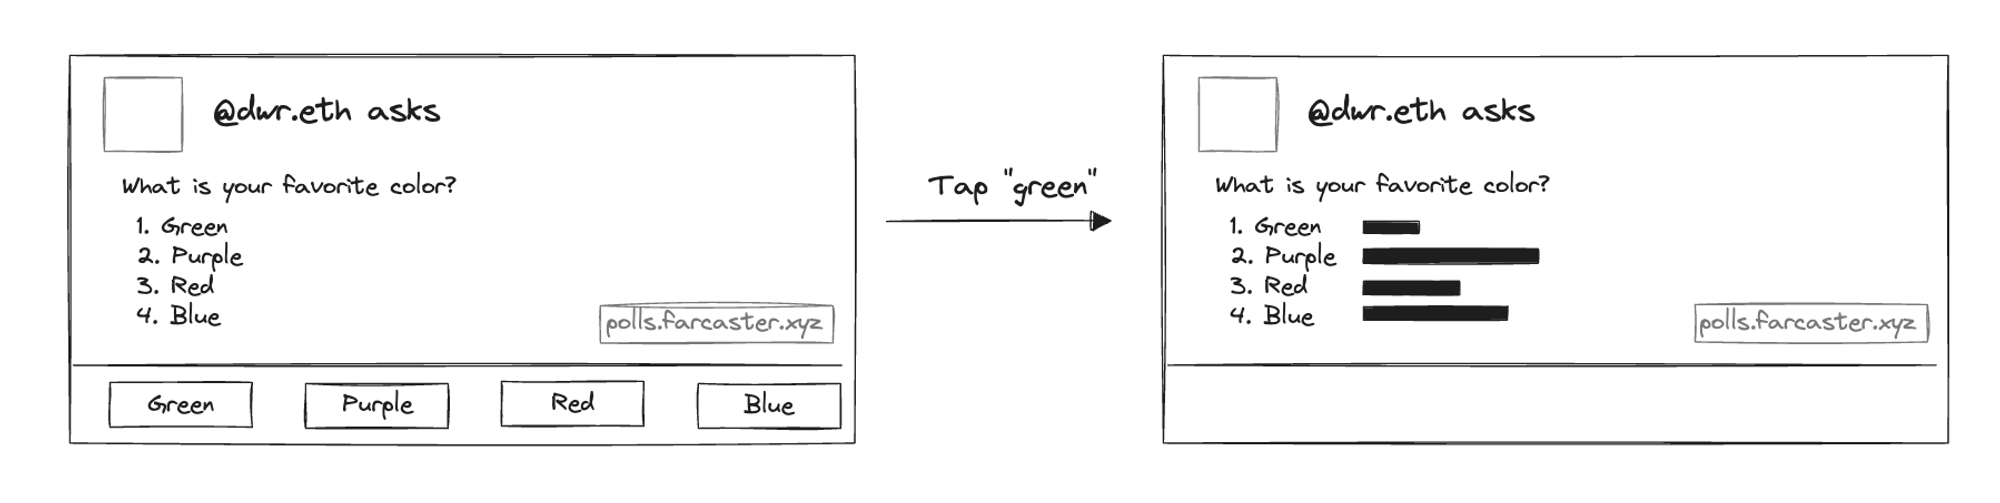 @dwr.eth asks
What is your favorite color?
1. Green
2. Purple
3. Red
4. Blue
polls.farcaster.xyz
Green
Purple
Red
Blue
Tap "green"
@dwr.eth asks
What is your favorite color?
1. Green
2. Purple
3. Red
4. Blue
polls.farcaster.xyz